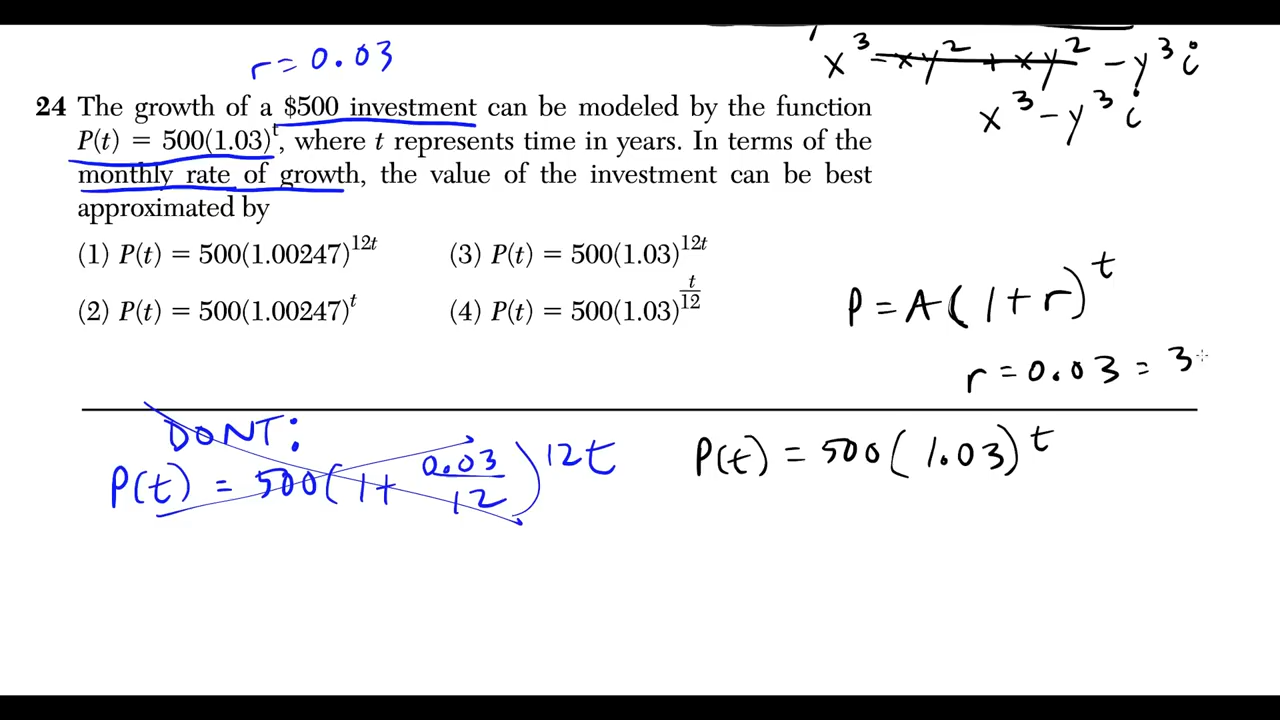 r = 0.03
x³ = xy² + xy² - y³i
x³ - y³i
24 The growth of a $500 investment can be modeled by the function
P(t) = 500(1.03)^t, where t represents time in years. In terms of the
monthly rate of growth, the value of the investment can be best
approximated by
(1) P(t) = 500(1.00247)^12t
(3) P(t) = 500(1.03)^12t
(2) P(t) = 500(1.00247)^t
(4) P(t) = 500(1.03)^t/12
P = A(1+r)^t
r = 0.03 = 3
DONT:
P(t) = 500(1+ 0.03/12)^12t
P(t) = 500(1.03)^t